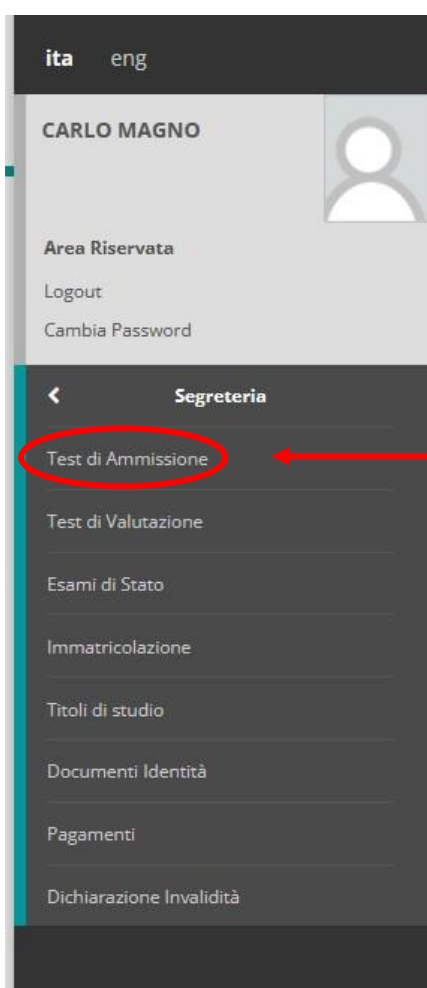 ita eng
CARLO MAGNO
Area Riservata
Logout
Cambia Password
Segreteria
Test di Ammissione
Test di Valutazione
Esami di Stato
Immatricolazione
Titoli di studio
Documenti Identità
Pagamenti
Dichiarazione Invalidità